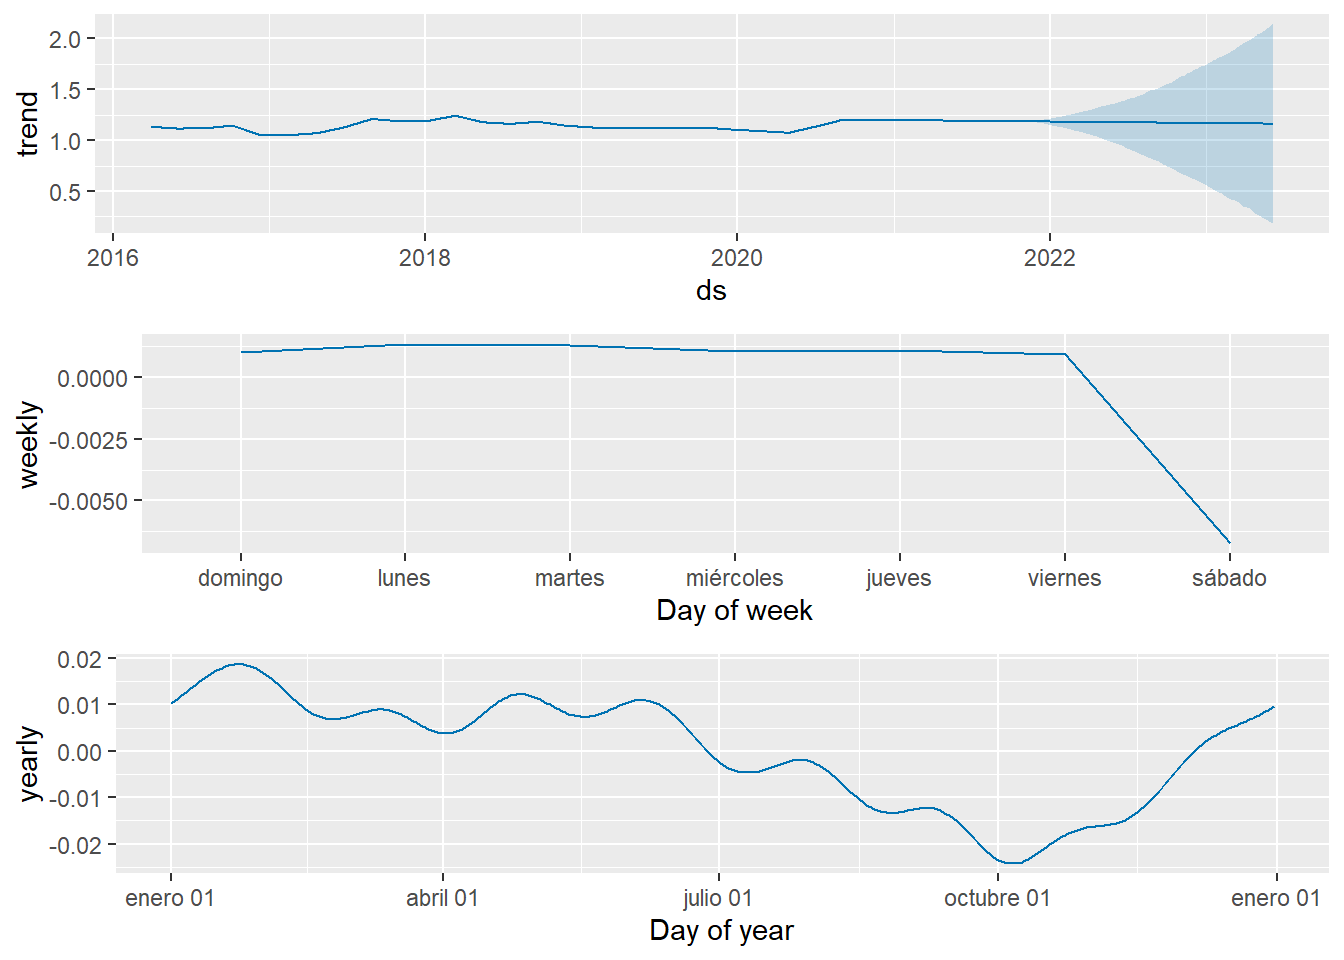 trend
2.0
1.5
1.0
0.5
2016 2018 2020 2022
ds
weekly
0.0000
-0.0025
-0.0050
domingo lunes martes miércoles jueves viernes sábado
Day of week
yearly
0.02
0.01
0.00
-0.01
-0.02
enero 01 abril 01 julio 01 octubre 01 enero 01
Day of year